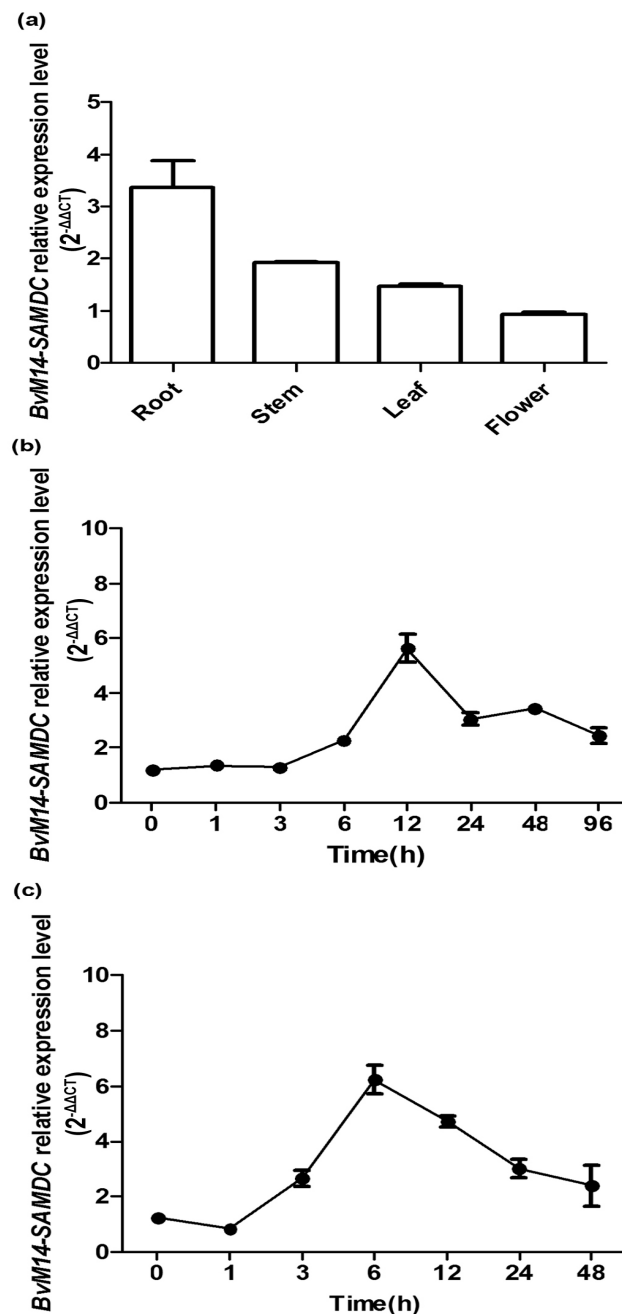 (a)
BvM14-SAMDC relative expression level
(2-ΔΔCT)
5
4
3
2
1
0
Root
Stem
Leaf
Flower
(b)
BvM14-SAMDC relative expression level
(2-ΔΔCT)
10
8
6
4
2
0
0 1 3 6 12 24 48 96
Time(h)
(c)
BvM14-SAMDC relative expression level
(2-ΔΔCT)
10
8
6
4
2
0
0 1 3 6 12 24 48
Time(h)